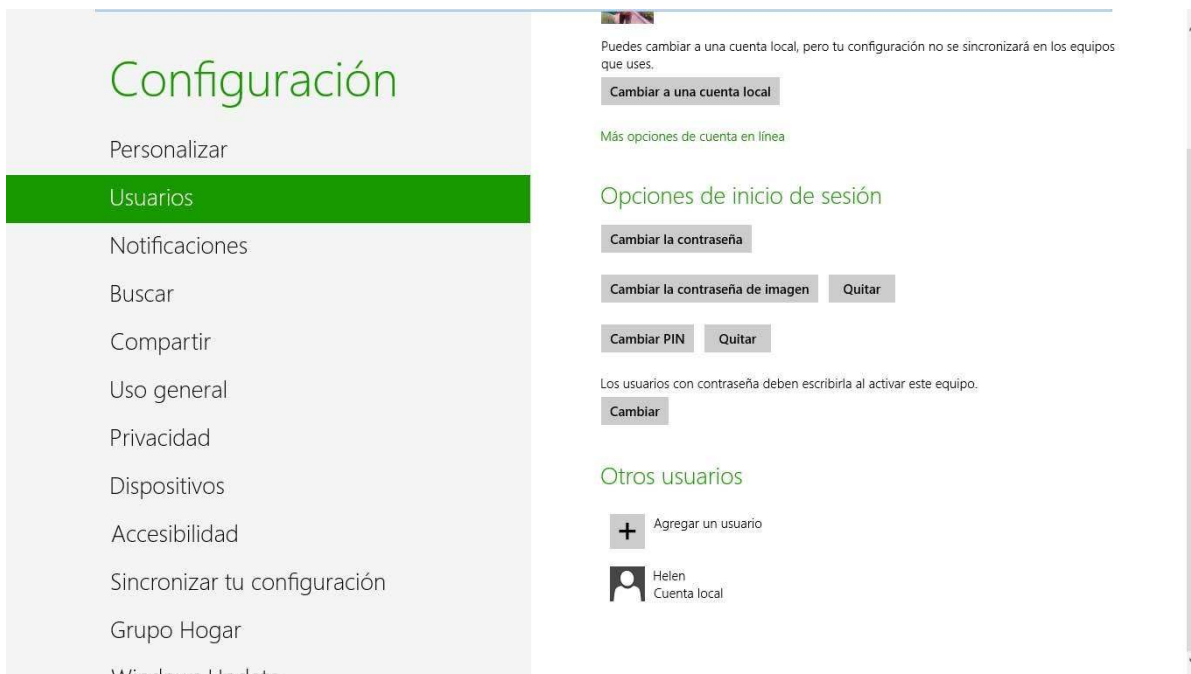 Configuración
Personalizar
Usuarios
Notificaciones
Buscar
Compartir
Uso general
Privacidad
Dispositivos
Accesibilidad
Sincronizar tu configuración
Grupo Hogar
Windows Update
Puedes cambiar a una cuenta local, pero tu configuración no se sincronizará en los equipos
que uses.
Cambiar a una cuenta local
Más opciones de cuenta en línea
Opciones de inicio de sesión
Cambiar la contraseña
Cambiar la contraseña de imagen Quitar
Cambiar PIN Quitar
Los usuarios con contraseña deben escribirla al activar este equipo.
Cambiar
Otros usuarios
+ Agregar un usuario
Helen
Cuenta local